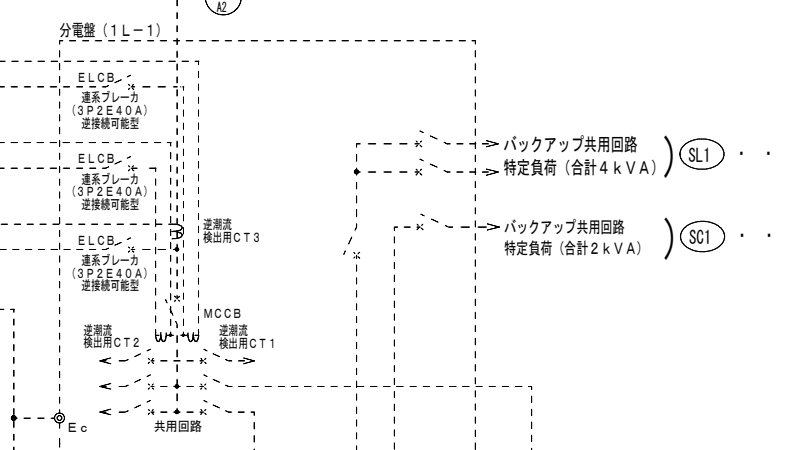 A2
分電盤（１Ｌ－１）
ＥＬＣＢ
連系ブレーカ
（３Ｐ２Ｅ４０Ａ）
逆接続可能型
バックアップ共用回路
特定負荷（合計４ｋＶＡ）
SL1
ＥＬＣＢ
連系ブレーカ
（３Ｐ２Ｅ４０Ａ）
逆接続可能型
逆潮流
検出用ＣＴ３
バックアップ共用回路
特定負荷（合計２ｋＶＡ）
SC1
ＥＬＣＢ
連系ブレーカ
（３Ｐ２Ｅ４０Ａ）
逆接続可能型
ＭＣＣＢ
逆潮流
検出用ＣＴ２
逆潮流
検出用ＣＴ１
Ｅｃ
共用回路